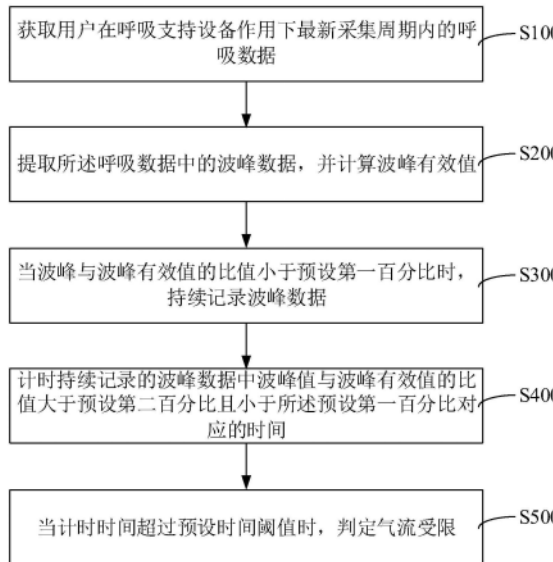 获取用户在呼吸支持设备作用下最新采集周期内的呼
吸数据
S100
提取所述呼吸数据中的波峰数据，并计算波峰有效值
S200
当波峰与波峰有效值的比值小于预设第一百分比时，
持续记录波峰数据
S300
计时持续记录的波峰数据中波峰值与波峰有效值的比
值大于预设第二百分比且小于所述预设第一百分比对
应的时间
S400
当计时时间超过预设时间阈值时，判定气流受限
S500